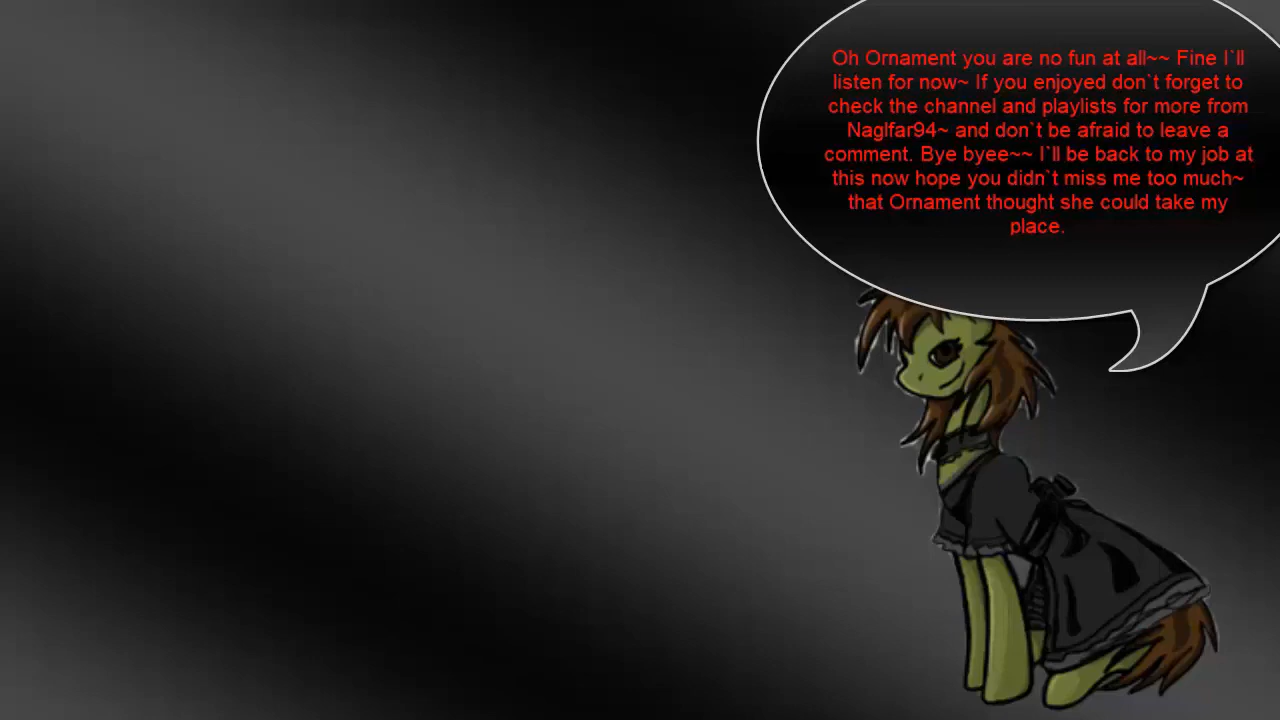 Oh Ornament you are no fun at all~~ Fine I`ll
listen for now~ If you enjoyed don`t forget to
check the channel and playlists for more from
Naglfar94~ and don`t be afraid to leave a
comment. Bye byee~~ I`ll be back to my job at
this now hope you didn`t miss me too much~
that Ornament thought she could take my
place.